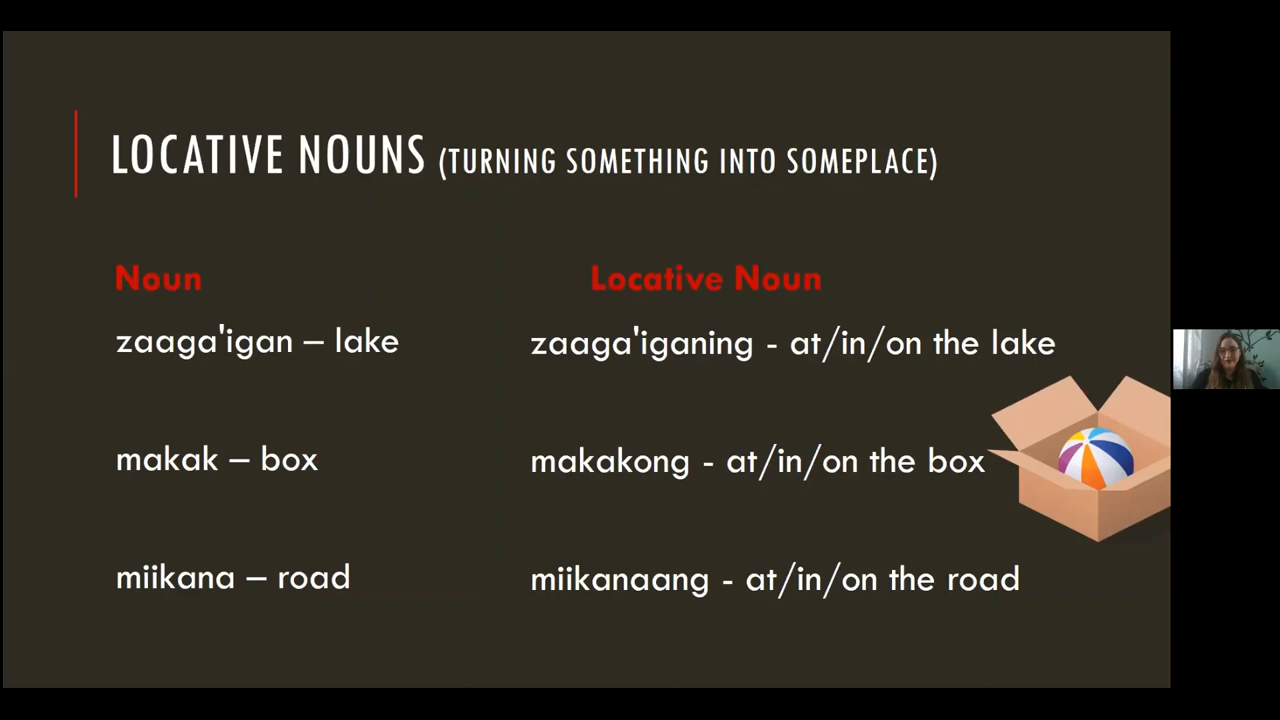 LOCATIVE NOUNS (TURNING SOMETHING INTO SOMEPLACE)
Noun
Locative Noun
zaaga'igan – lake
zaaga'iganing - at/in/on the lake
makak – box
makakong - at/in/on the box
miikana – road
miikanaang - at/in/on the road